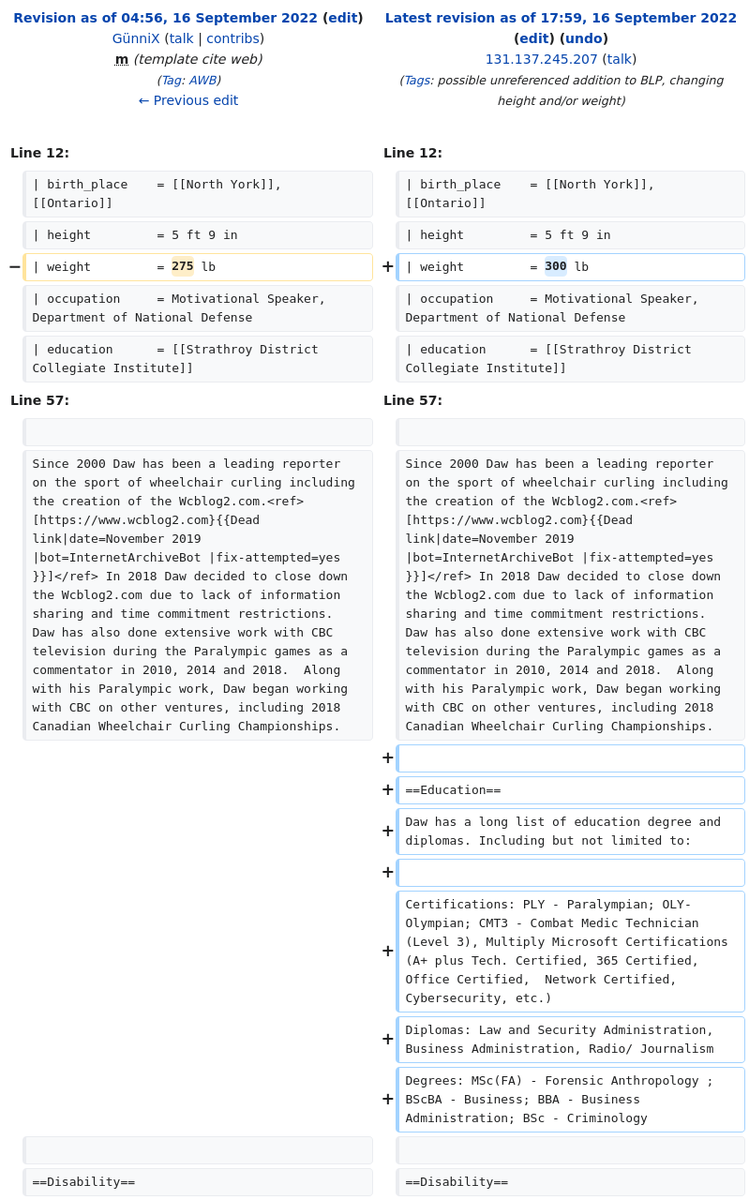 Revision as of 04:56, 16 September 2022 (edit)
GünniX (talk | contribs)
m (template cite web)
(Tag: AWB)
← Previous edit
Latest revision as of 17:59, 16 September 2022
(edit) (undo)
131.137.245.207 (talk)
(Tags: possible unreferenced addition to BLP, changing
height and/or weight)
Line 12:
Line 12:
| birth_place    = [[North York]],
[[Ontario]]
| birth_place    = [[North York]],
[[Ontario]]
| height         = 5 ft 9 in
| height         = 5 ft 9 in
− | weight         = 275 lb
+ | weight         = 300 lb
| occupation     = Motivational Speaker,
Department of National Defense
| occupation     = Motivational Speaker,
Department of National Defense
| education      = [[Strathroy District
Collegiate Institute]]
| education      = [[Strathroy District
Collegiate Institute]]
Line 57:
Line 57:
Since 2000 Daw has been a leading reporter
on the sport of wheelchair curling including
the creation of the Wcblog2.com.<ref>
[https://www.wcblog2.com}{{Dead
link|date=November 2019
|bot=InternetArchiveBot |fix-attempted=yes
}}]</ref> In 2018 Daw decided to close down
the Wcblog2.com due to lack of information
sharing and time commitment restrictions.
Daw has also done extensive work with CBC
television during the Paralympic games as a
commentator in 2010, 2014 and 2018.  Along
with his Paralympic work, Daw began working
with CBC on other ventures, including 2018
Canadian Wheelchair Curling Championships.
Since 2000 Daw has been a leading reporter
on the sport of wheelchair curling including
the creation of the Wcblog2.com.<ref>
[https://www.wcblog2.com}{{Dead
link|date=November 2019
|bot=InternetArchiveBot |fix-attempted=yes
}}]</ref> In 2018 Daw decided to close down
the Wcblog2.com due to lack of information
sharing and time commitment restrictions.
Daw has also done extensive work with CBC
television during the Paralympic games as a
commentator in 2010, 2014 and 2018.  Along
with his Paralympic work, Daw began working
with CBC on other ventures, including 2018
Canadian Wheelchair Curling Championships.
+
+ ==Education==
+ Daw has a long list of education degree and
diplomas. Including but not limited to:
+
+ Certifications: PLY - Paralympian; OLY-
Olympian; CMT3 - Combat Medic Technician
(Level 3), Multiply Microsoft Certifications
(A+ plus Tech. Certified, 365 Certified,
Office Certified,  Network Certified,
Cybersecurity, etc.)
+ Diplomas: Law and Security Administration,
Business Administration, Radio/ Journalism
+ Degrees: MSc(FA) - Forensic Anthropology ;
BScBA - Business; BBA - Business
Administration; BSc - Criminology
==Disability==
==Disability==